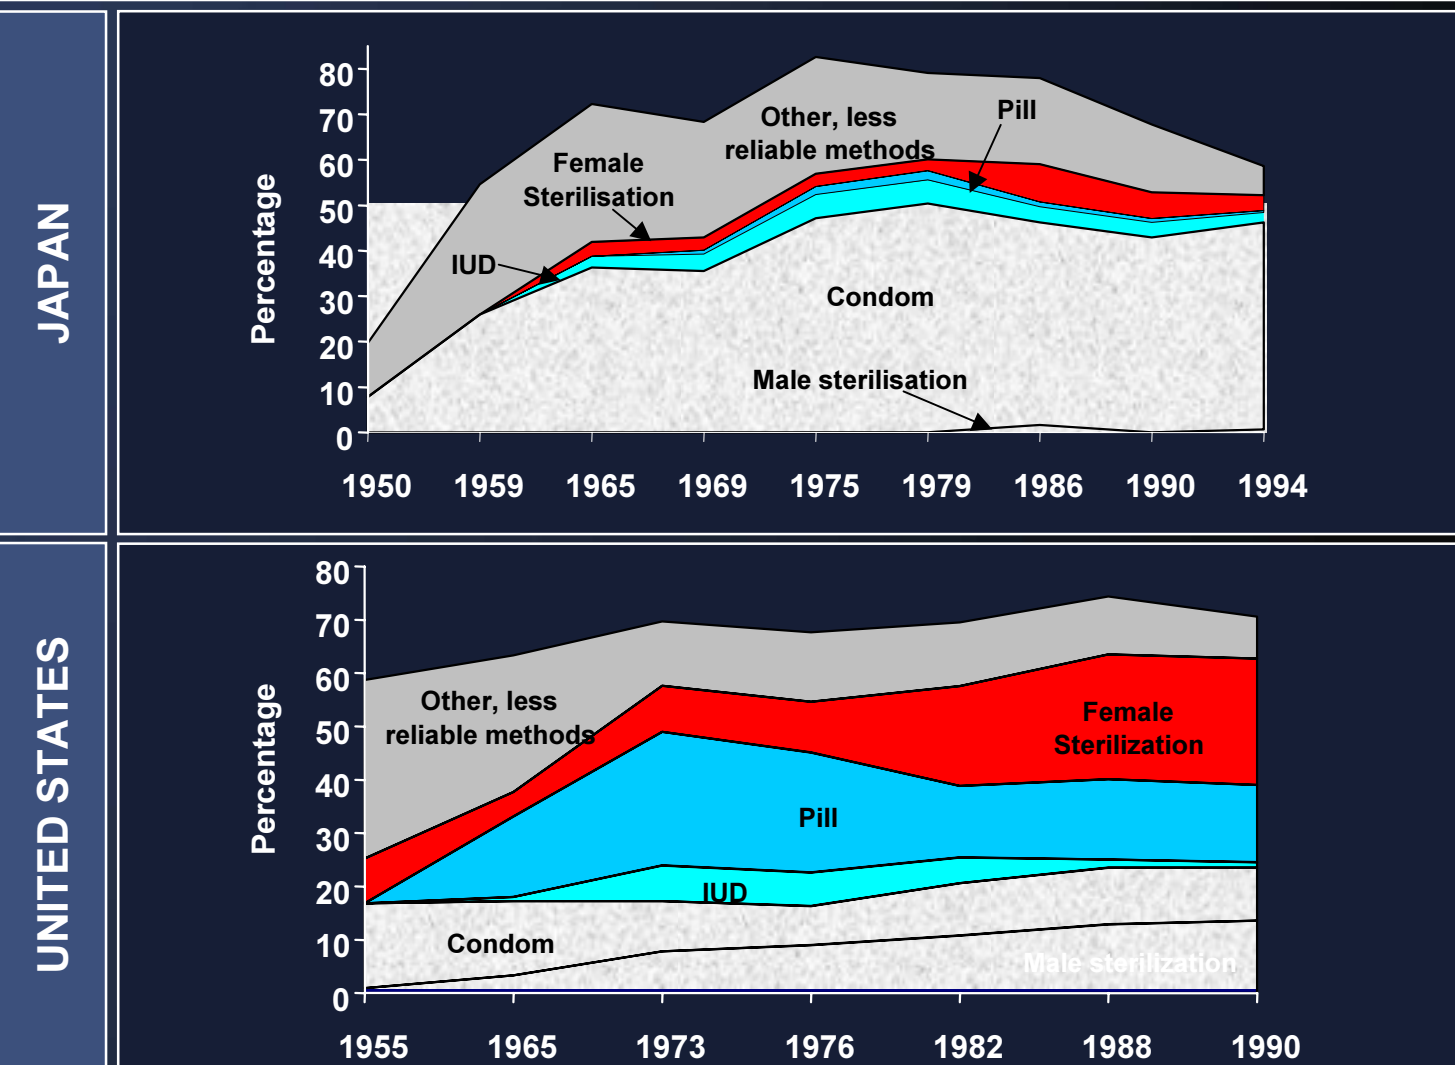 JAPAN
Percentage
80
70
60
50
40
30
20
10
0
Other, less
reliable methods
Pill
Female
Sterilisation
IUD
Condom
Male sterilisation
1950 1959 1965 1969 1975 1979 1986 1990 1994
UNITED STATES
Percentage
80
70
60
50
40
30
20
10
0
Other, less
reliable methods
Female
Sterilization
Pill
IUD
Condom
Male sterilization
1955 1965 1973 1976 1982 1988 1990